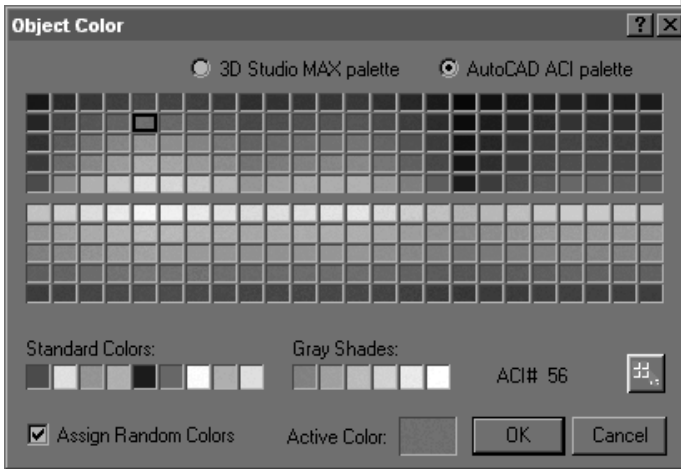 Object Color
3D Studio MAX palette AutoCAD ACI palette
Standard Colors: Gray Shades:
ACI# 56
Assign Random Colors Active Color: OK Cancel